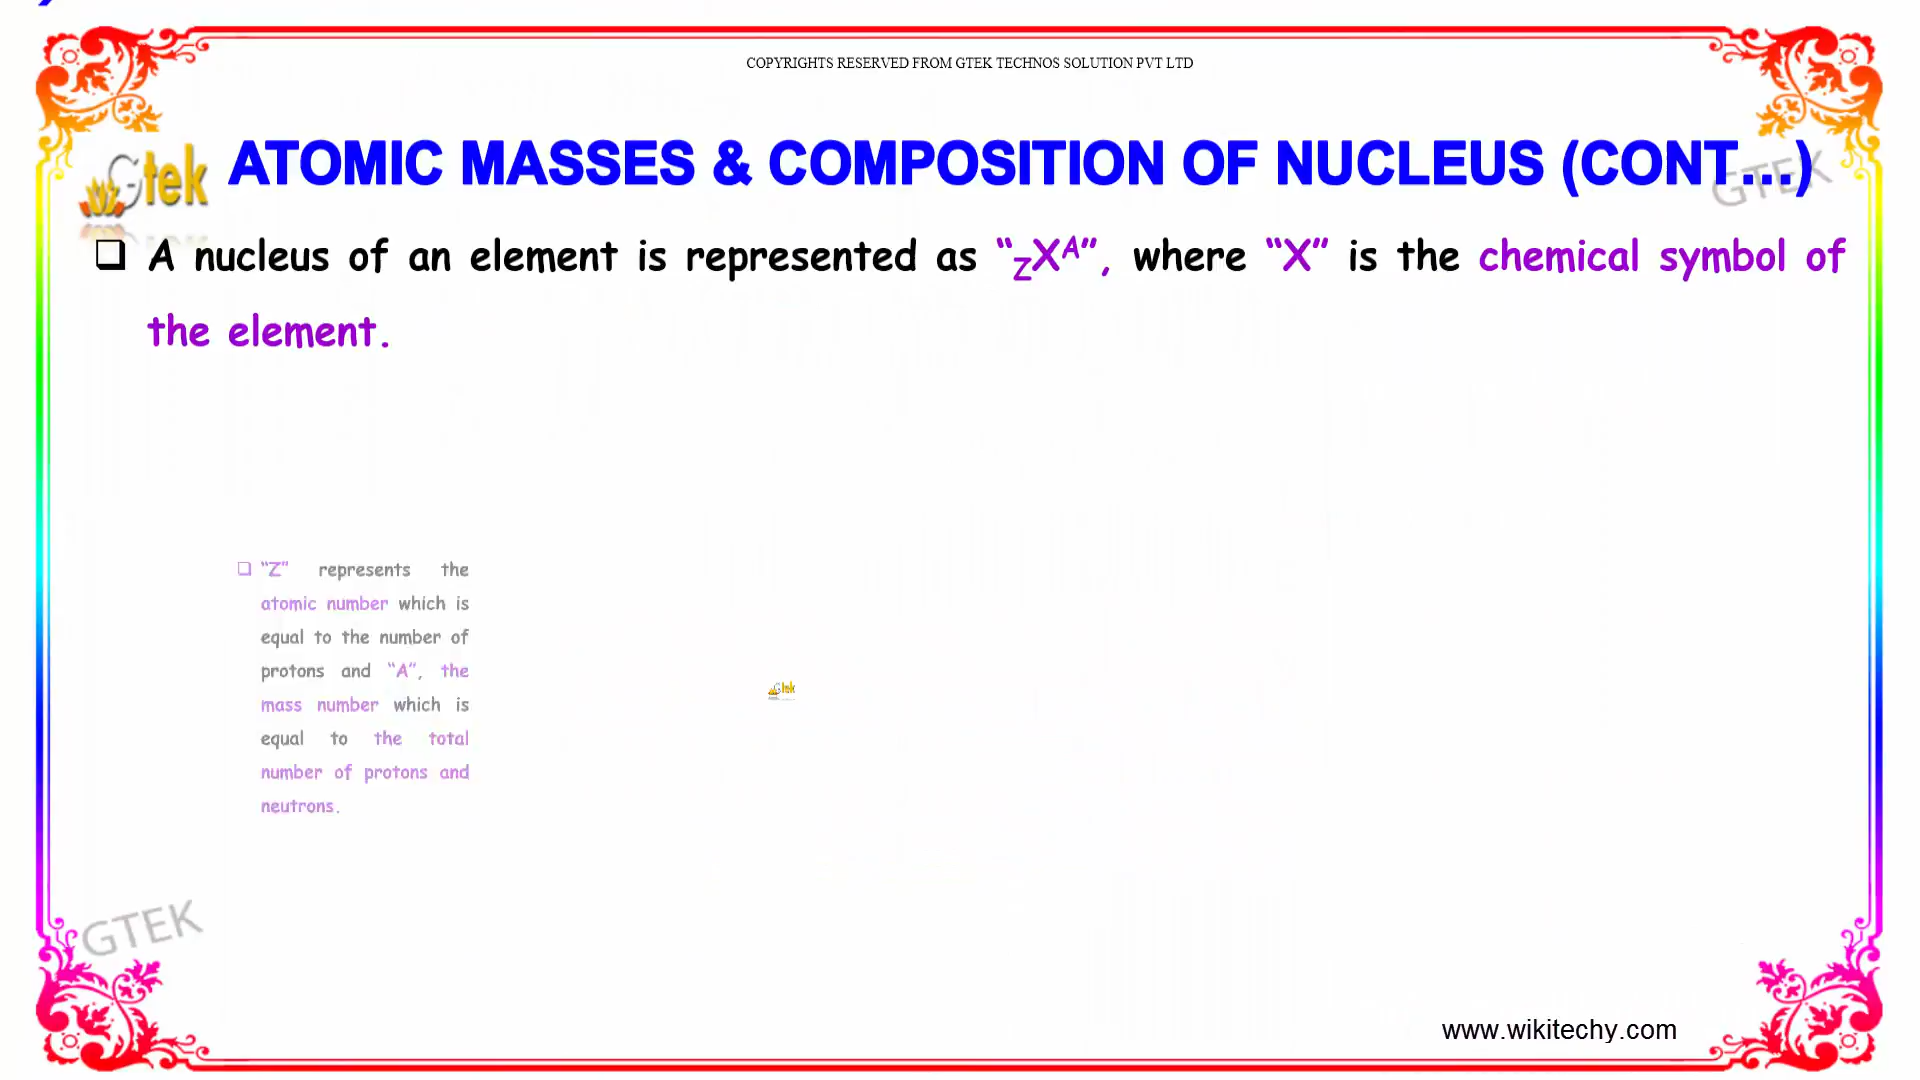 COPYRIGHTS RESERVED FROM GTEK TECHNOS SOLUTION PVT LTD
Gtek
ATOMIC MASSES & COMPOSITION OF NUCLEUS (CONT...)
GTEK
❑ A nucleus of an element is represented as “ZXᴬ”, where “X” is the chemical symbol of
the element.
❑ “Z” represents the
atomic number which is
equal to the number of
protons and “A”, the
mass number which is
equal to the total
number of protons and
neutrons.
Gtek
GTEK
www.wikitechy.com